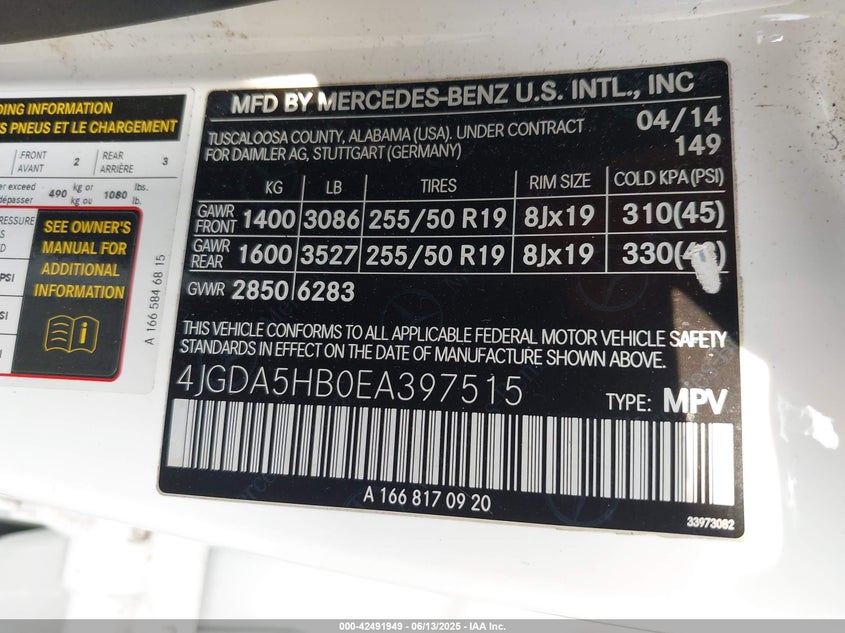 DING INFORMATION
S PNEUS ET LE CHARGEMENT
FRONT AVANT 2 REAR ARRIÈRE 3
er exceed dépasser 490 kg or kg ou 1080 lbs. lb.
RESSURE
SEE OWNER'S
MANUAL FOR
ADDITIONAL
INFORMATION
PSI
SI
A 166 584 68 15
MFD BY MERCEDES-BENZ U.S. INTL., INC
TUSCALOOSA COUNTY, ALABAMA (USA). UNDER CONTRACT
FOR DAIMLER AG, STUTTGART (GERMANY)
04/14
149
KG LB TIRES RIM SIZE COLD KPA(PSI)
GAWR FRONT 1400 3086 255/50 R19 8Jx19 310(45)
GAWR REAR 1600 3527 255/50 R19 8Jx19 330(
GVWR 2850 6283
THIS VEHICLE CONFORMS TO ALL APPLICABLE FEDERAL MOTOR VEHICLE SAFETY
STANDARDS IN EFFECT ON THE DATE OF MANUFACTURE SHOWN ABOVE.
4JGDA5HB0EA397515
TYPE: MPV
A 166 817 09 20
33973082
000-42491949 - 06/13/2025 - IAA Inc.